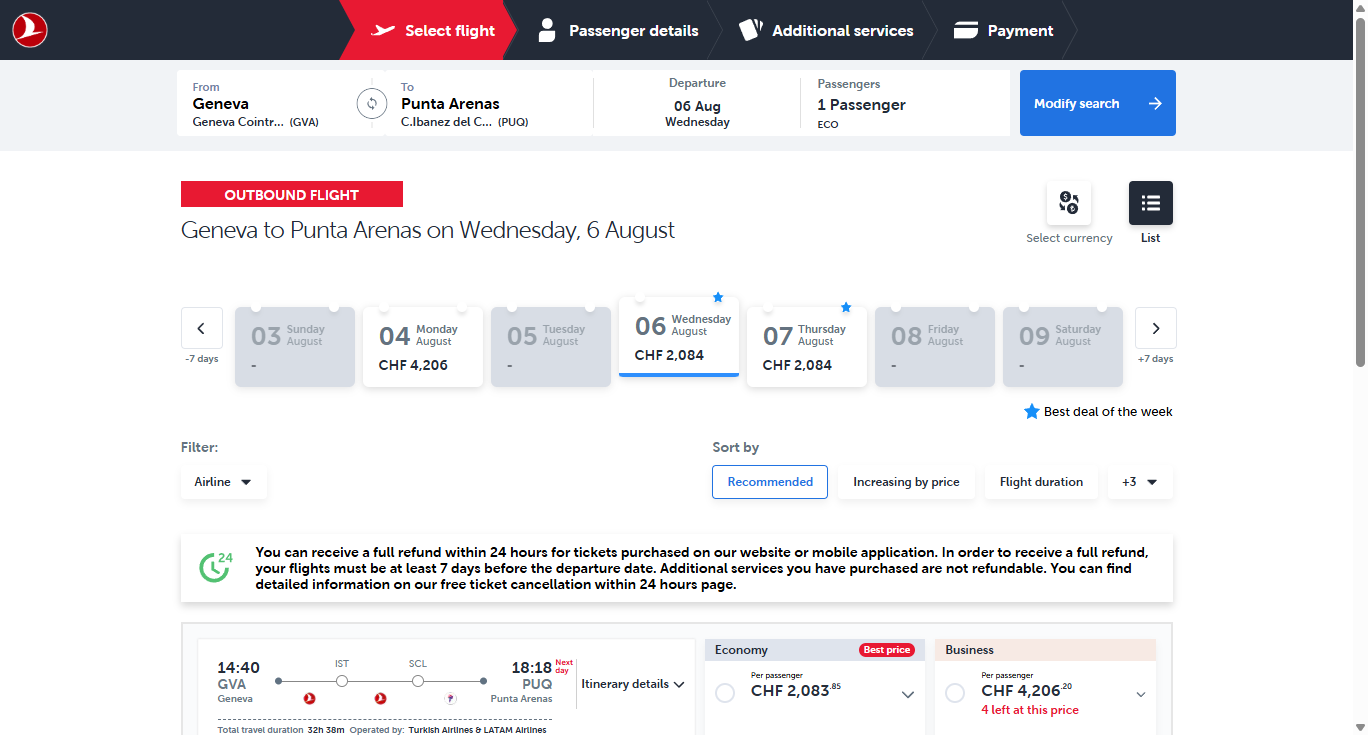 Select flight
Passenger details
Additional services
Payment
From
Geneva
Geneva Cointr... (GVA)
To
Punta Arenas
C.Ibanez del C... (PUQ)
Departure
06 Aug
Wednesday
Passengers
1 Passenger
ECO
Modify search
OUTBOUND FLIGHT
Geneva to Punta Arenas on Wednesday, 6 August
Select currency
List
-7 days
03 Sunday August
-
04 Monday August
CHF 4,206
05 Tuesday August
-
06 Wednesday August
CHF 2,084
07 Thursday August
CHF 2,084
08 Friday August
-
09 Saturday August
-
+7 days
Best deal of the week
Filter:
Airline
Sort by
Recommended
Increasing by price
Flight duration
+3
24
You can receive a full refund within 24 hours for tickets purchased on our website or mobile application. In order to receive a full refund,
your flights must be at least 7 days before the departure date. Additional services you have purchased are not refundable. You can find
detailed information on our free ticket cancellation within 24 hours page.
14:40
GVA
Geneva
IST
SCL
18:18 Next day
PUQ
Punta Arenas
Itinerary details
Total travel duration 32h 38m Operated by: Turkish Airlines & LATAM Airlines
Economy
Best price
Per passenger
CHF 2,083.85
Business
Per passenger
CHF 4,206.20
4 left at this price